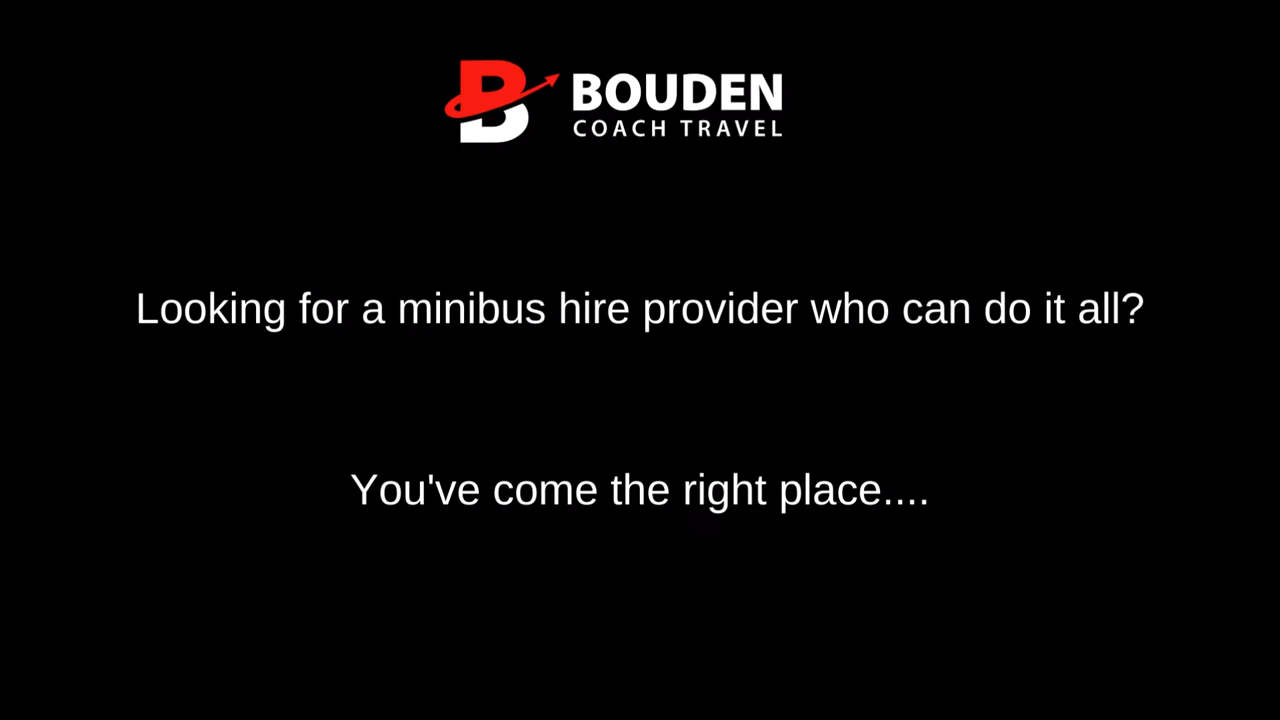 BOUDEN
COACH TRAVEL
Looking for a minibus hire provider who can do it all?
You've come the right place....